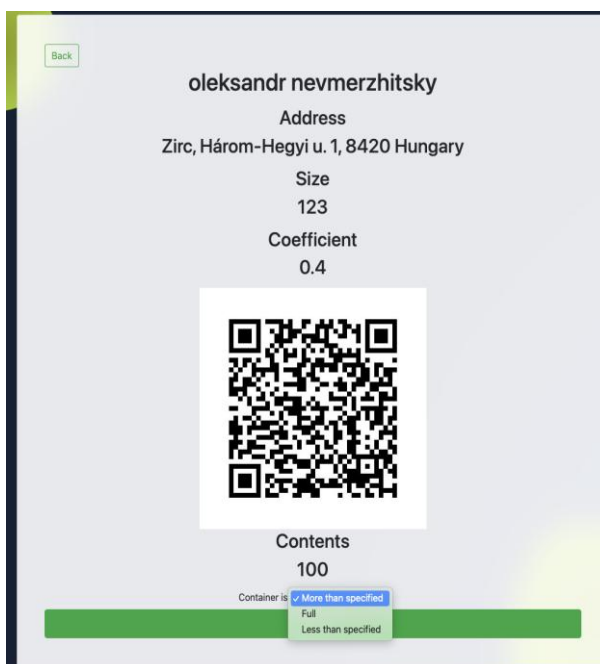 Back
oleksandr nevmerzhitsky
Address
Zirc, Három-Hegyi u. 1, 8420 Hungary
Size
123
Coefficient
0.4
Contents
100
Container is ✓ More than specified
Full
Less than specified